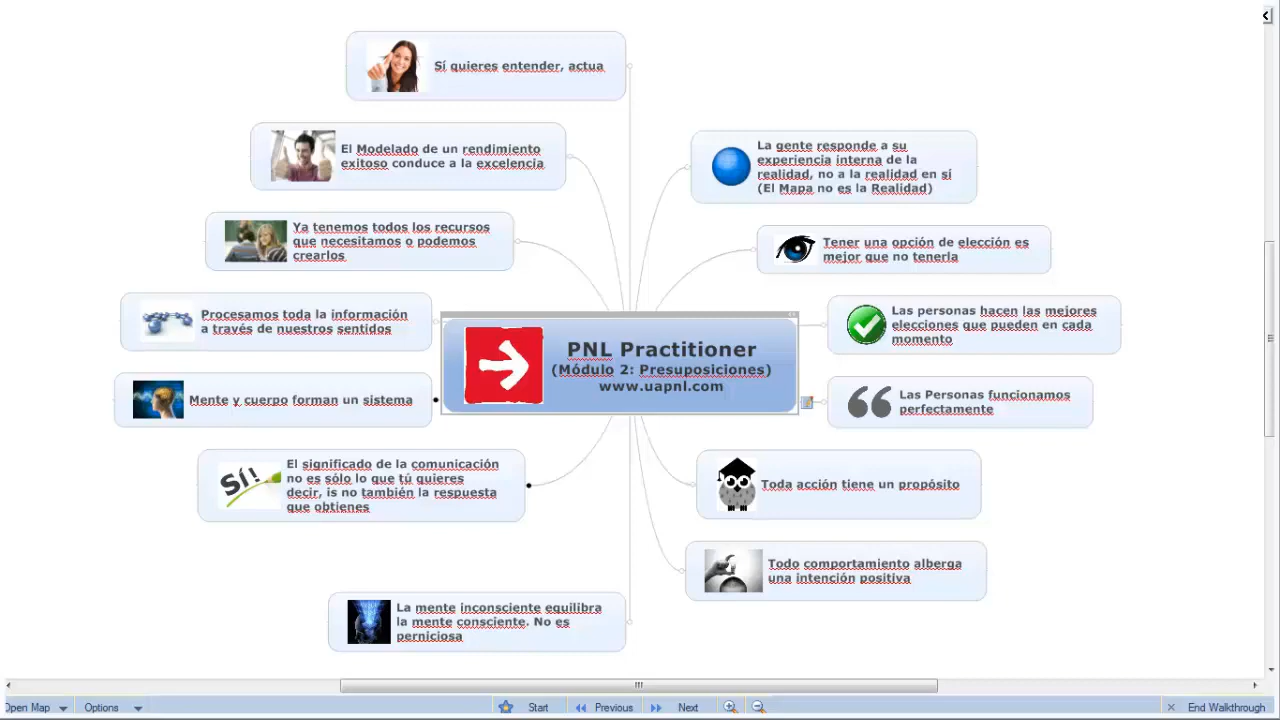 Sí quieres entender, actua
El Modelado de un rendimiento
exitoso conduce a la excelencia
Ya tenemos todos los recursos
que necesitamos o podemos
crearlos
Procesamos toda la información
a través de nuestros sentidos
Mente y cuerpo forman un sistema
SÍ!
El significado de la comunicación
no es sólo lo que tú quieres
decir, is no también la respuesta
que obtienes
La mente inconsciente equilibra
la mente consciente. No es
perniciosa
PNL Practitioner
(Módulo 2: Presuposiciones)
www.uapnl.com
La gente responde a su
experiencia interna de la
realidad, no a la realidad en sí
(El Mapa no es la Realidad)
Tener una opción de elección es
mejor que no tenerla
Las personas hacen las mejores
elecciones que pueden en cada
momento
Las Personas funcionamos
perfectamente
Toda acción tiene un propósito
Todo comportamiento alberga
una intención positiva
Open Map Options Start Previous Next End Walkthrough